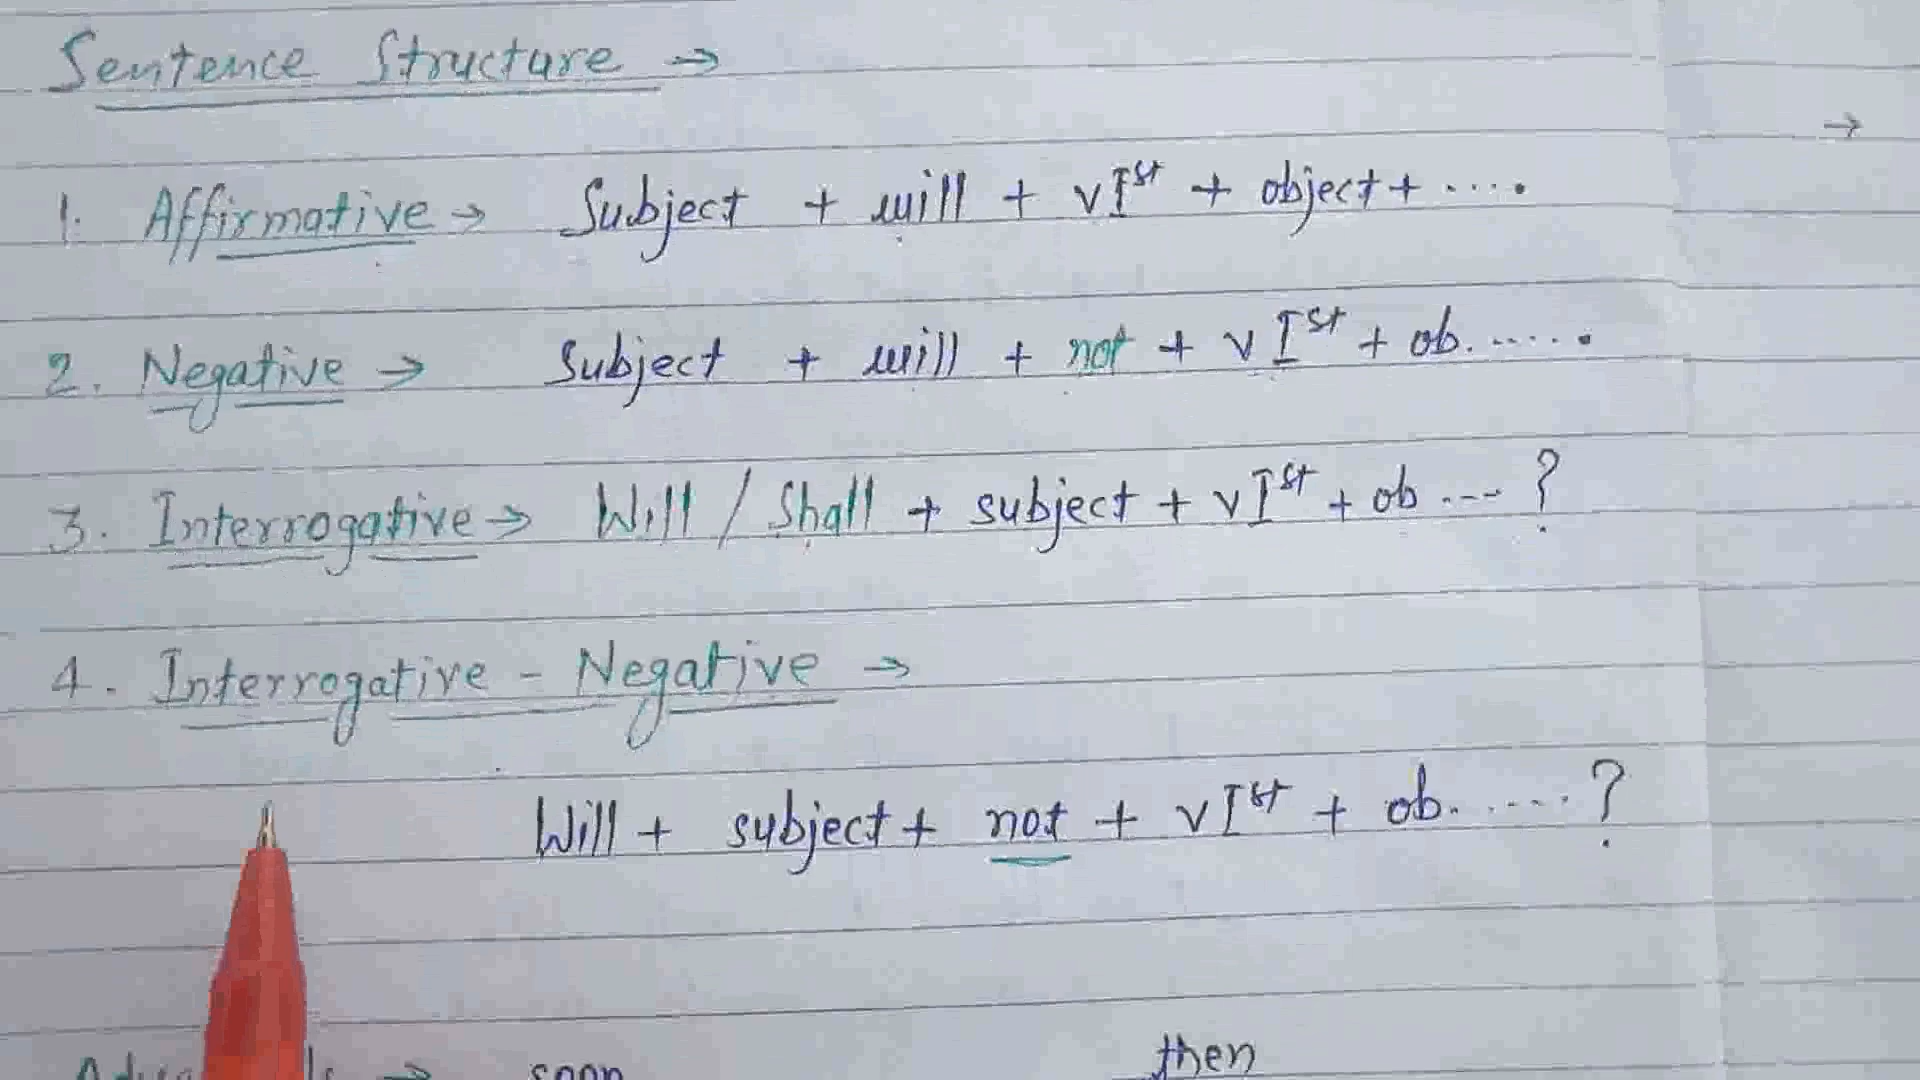 Sentence Structure →
→
1. Affirmative → Subject + will + vIst + object + ....
2. Negative → Subject + will + not + vIst + ob. .....
3. Interrogative → Will / Shall + subject + vIst + ob ... ?
4. Interrogative - Negative →
Will + subject + not + vIst + ob. ..... ?
→ soon then